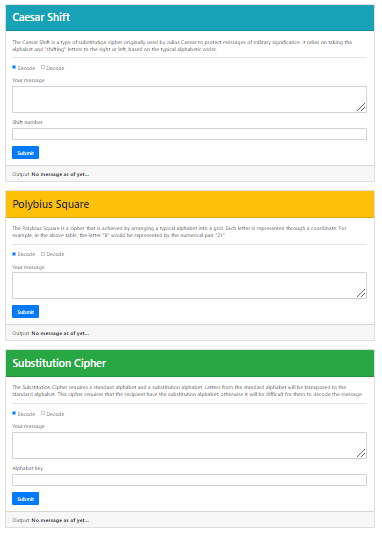 Caesar Shift
The Caesar Shift is a type of substitution cipher originally used by Julius Caesar to protect messages of military significance. It relies on taking the
alphabet and "shifting" letters to the right or left, based on the typical alphabetic order.
Encode Decode
Your message
Shift number
Submit
Output: No message as of yet...
Polybius Square
The Polybius Square is a cipher that is achieved by arranging a typical alphabet into a grid. Each letter is represented through a coordinate. For
example, in the above table, the letter "B" would be represented by the numerical pair "21".
Encode Decode
Your message
Submit
Output: No message as of yet...
Substitution Cipher
The Substitution Cipher requires a standard alphabet and a substitution alphabet. Letters from the standard alphabet will be transposed to the
standard alphabet. This cipher requires that the recipient have the substitution alphabet, otherwise it will be difficult for them to decode the message
Encode Decode
Your message
Alphabet key
Submit
Output: No message as of yet...